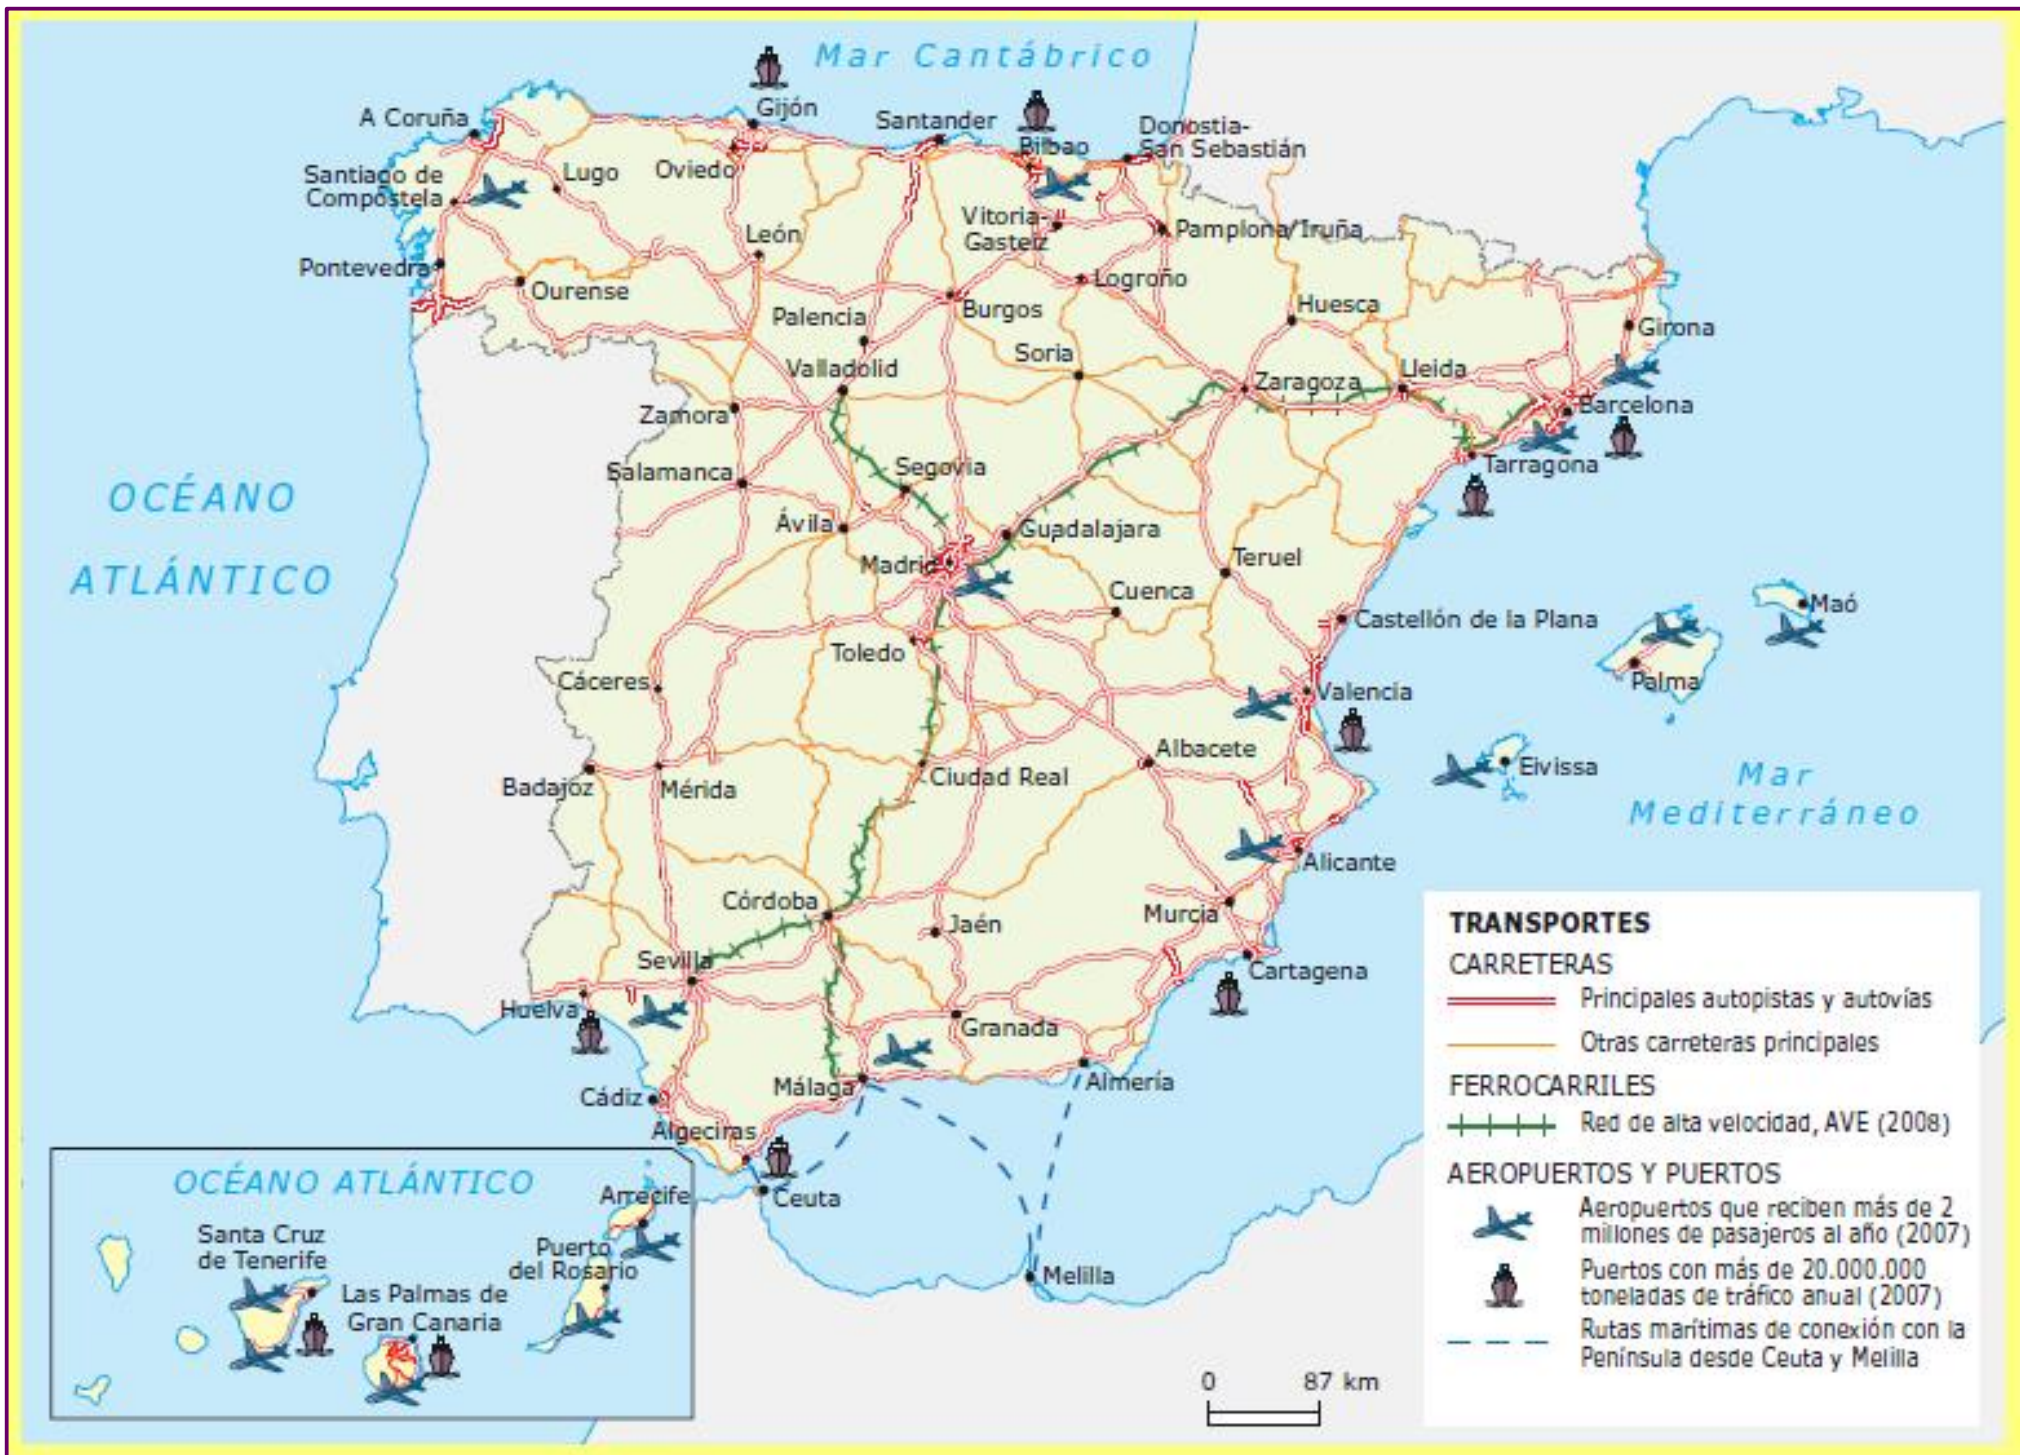 Mar Cantábrico
A Coruña
Gijón
Santander
Bilbao
Donostia-
San Sebastián
Santiago de
Compostela
Lugo
Oviedo
Vitoria-
Gasteiz
Pamplona/Iruña
León
Pontevedra
Ourense
Logroño
Burgos
Huesca
Girona
Palencia
Soria
Lleida
Valladolid
Zaragoza
Zamora
Barcelona
Segovia
Salamanca
Tarragona
OCÉANO
ATLÁNTICO
Ávila
Guadalajara
Madrid
Teruel
Cuenca
Maó
Castellón de la Plana
Toledo
Cáceres
Palma
Valencia
Albacete
Eivissa
Badajoz
Mérida
Ciudad Real
Mar
Mediterráneo
Alicante
Córdoba
Murcia
Jaén
Sevilla
Cartagena
Huelva
Granada
Málaga
Almería
Cádiz
Algeciras
Ceuta
Melilla
OCÉANO ATLÁNTICO
Arrecife
Santa Cruz
de Tenerife
Puerto
del Rosario
Las Palmas de
Gran Canaria
0 87 km
TRANSPORTES
CARRETERAS
Principales autopistas y autovías
Otras carreteras principales
FERROCARRILES
Red de alta velocidad, AVE (2008)
AEROPUERTOS Y PUERTOS
Aeropuertos que reciben más de 2
millones de pasajeros al año (2007)
Puertos con más de 20.000.000
toneladas de tráfico anual (2007)
Rutas marítimas de conexión con la
Península desde Ceuta y Melilla